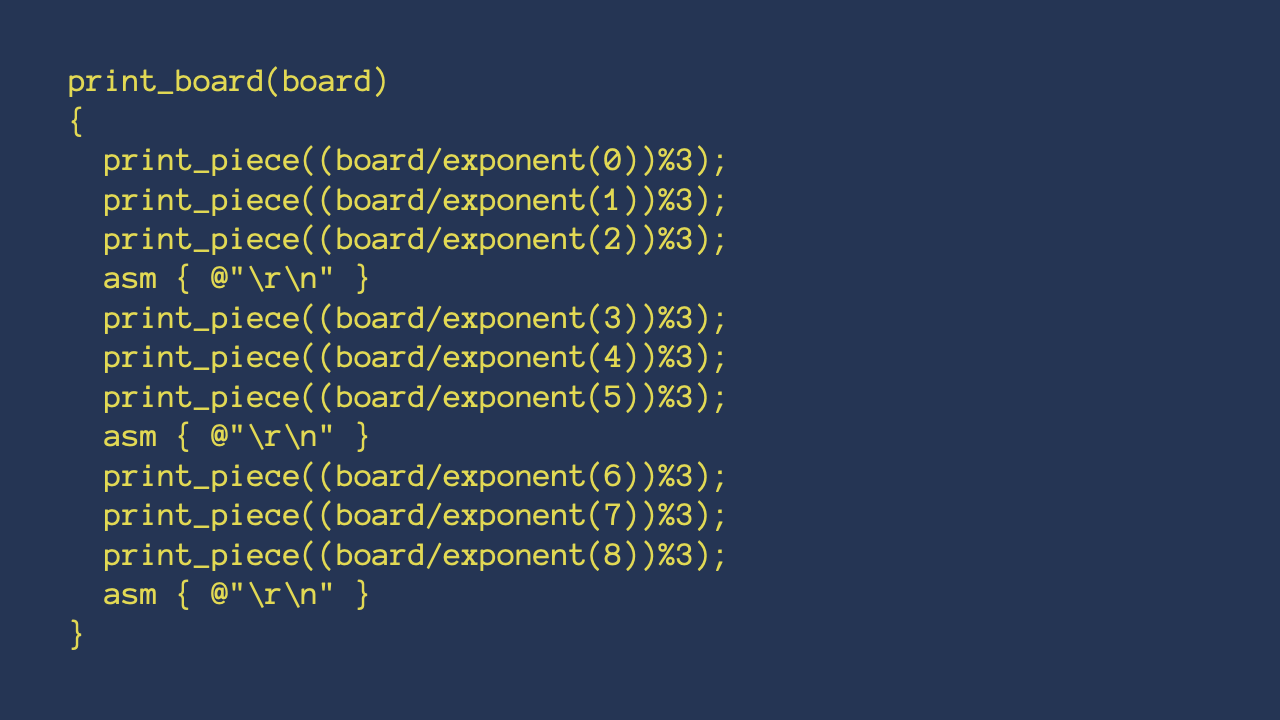 print_board(board)
{
  print_piece((board/exponent(0))%3);
  print_piece((board/exponent(1))%3);
  print_piece((board/exponent(2))%3);
  asm { @"\r\n" }
  print_piece((board/exponent(3))%3);
  print_piece((board/exponent(4))%3);
  print_piece((board/exponent(5))%3);
  asm { @"\r\n" }
  print_piece((board/exponent(6))%3);
  print_piece((board/exponent(7))%3);
  print_piece((board/exponent(8))%3);
  asm { @"\r\n" }
}